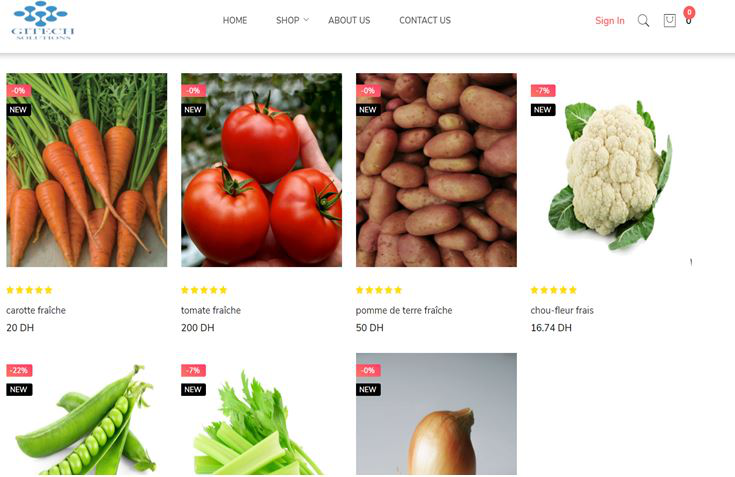 GITECH
SOLUTIONS
HOME
SHOP
ABOUT US
CONTACT US
Sign In
0
0
-0%
NEW
-0%
NEW
-0%
NEW
-7%
NEW
carotte fraîche
20 DH
tomate fraîche
200 DH
pomme de terre fraîche
50 DH
chou-fleur frais
16.74 DH
-22%
NEW
-7%
NEW
-0%
NEW